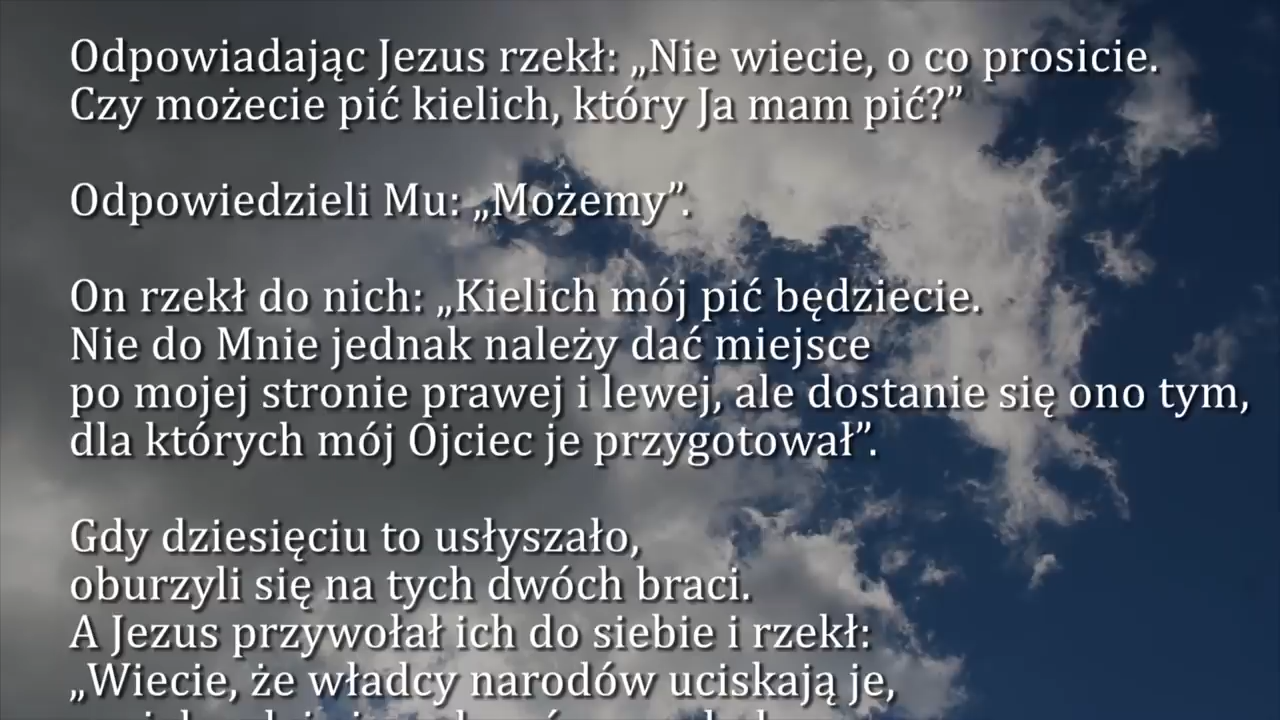 Odpowiadając Jezus rzekł: „Nie wiecie, o co prosicie.
Czy możecie pić kielich, który Ja mam pić?”
Odpowiedzieli Mu: „Możemy”.
On rzekł do nich: „Kielich mój pić będziecie.
Nie do Mnie jednak należy dać miejsce
po mojej stronie prawej i lewej, ale dostanie się ono tym,
dla których mój Ojciec je przygotował”.
Gdy dziesięciu to usłyszało,
oburzyli się na tych dwóch braci.
A Jezus przywołał ich do siebie i rzekł:
„Wiecie, że władcy narodów uciskają je,